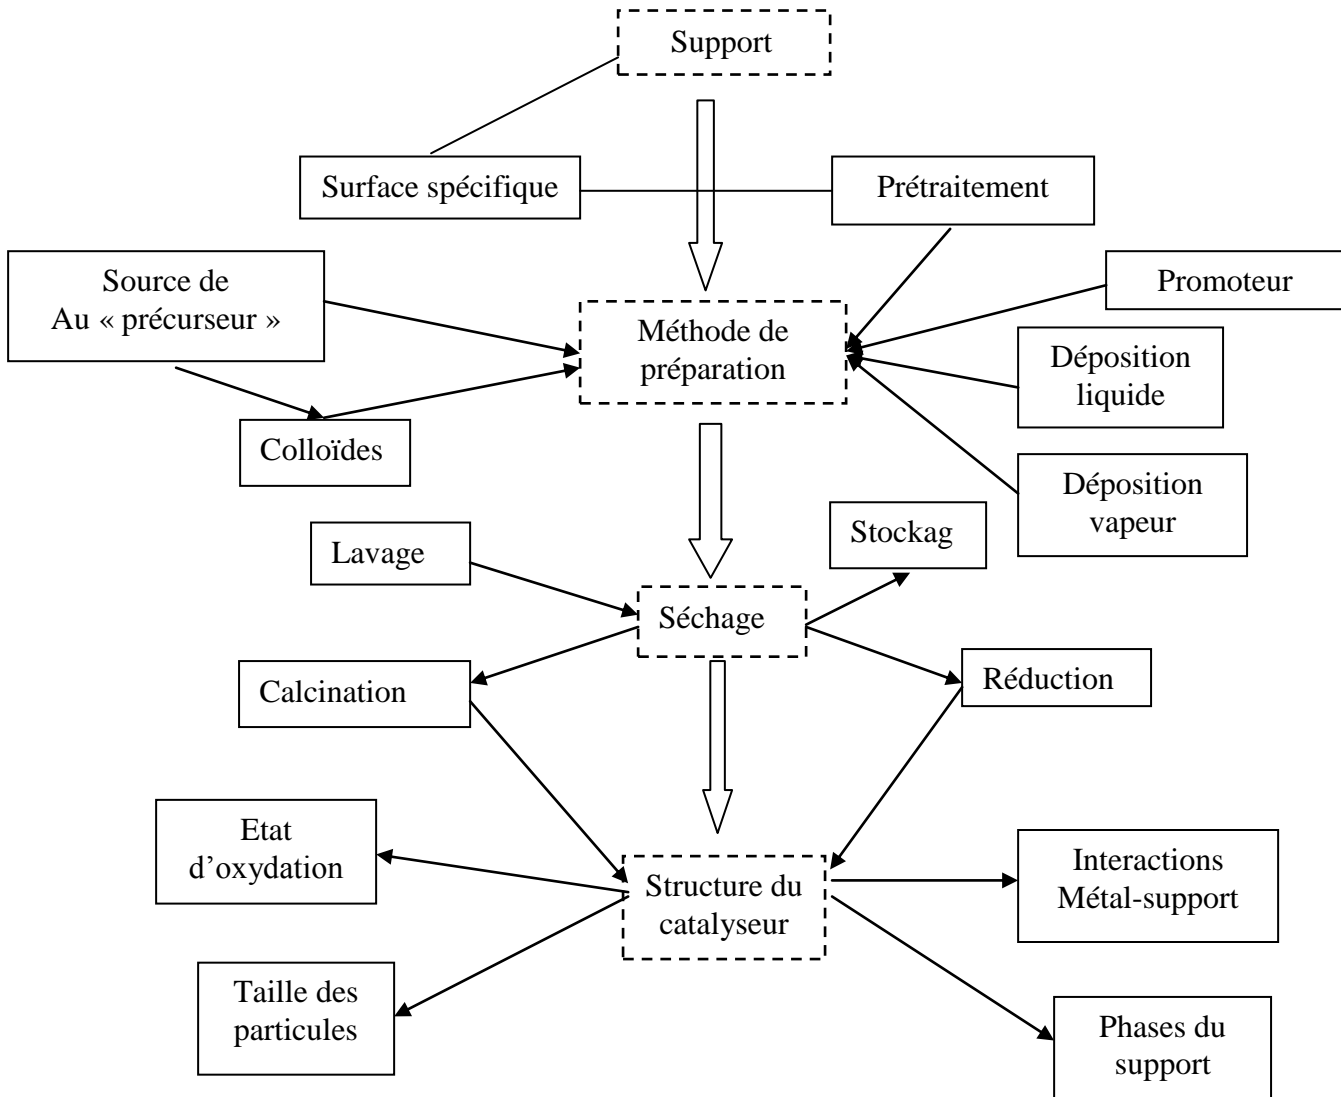 Support
Surface spécifique
Prétraitement
Source de
Au « précurseur »
Promoteur
Méthode de
préparation
Déposition
liquide
Colloïdes
Déposition
vapeur
Stockag
Lavage
Séchage
Calcination
Réduction
Etat
d’oxydation
Structure du
catalyseur
Interactions
Métal-support
Taille des
particules
Phases du
support